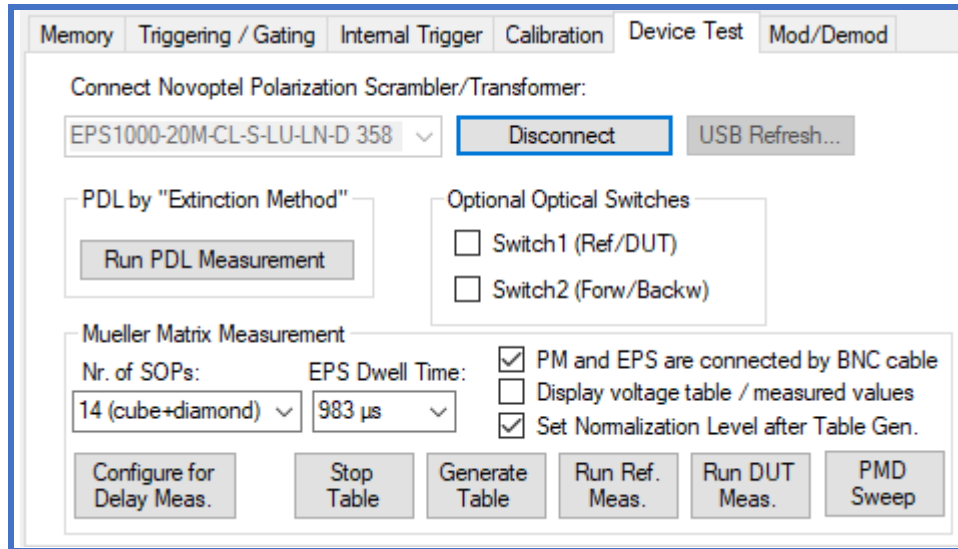 Memory Triggering / Gating Internal Trigger Calibration Device Test Mod/Demod
Connect Novoptel Polarization Scrambler/Transformer:
EPS1000-20M-CL-S-LU-LN-D 358 Disconnect USB Refresh...
PDL by "Extinction Method"
Run PDL Measurement
Optional Optical Switches
Switch1 (Ref/DUT)
Switch2 (Forw/Backw)
Mueller Matrix Measurement
Nr. of SOPs:
14 (cube+diamond)
EPS Dwell Time:
983 µs
PM and EPS are connected by BNC cable
Display voltage table / measured values
Set Normalization Level after Table Gen.
Configure for
Delay Meas.
Stop
Table
Generate
Table
Run Ref.
Meas.
Run DUT
Meas.
PMD
Sweep